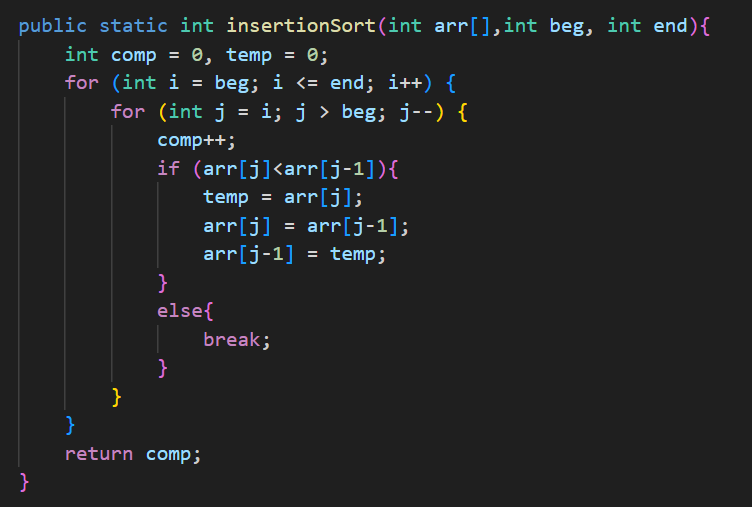 public static int insertionSort(int arr[],int beg, int end){
    int comp = 0, temp = 0;
    for (int i = beg; i <= end; i++) {
        for (int j = i; j > beg; j--) {
            comp++;
            if (arr[j]<arr[j-1]){
                temp = arr[j];
                arr[j] = arr[j-1];
                arr[j-1] = temp;
            }
            else{
                break;
            }
        }
    }
    return comp;
}